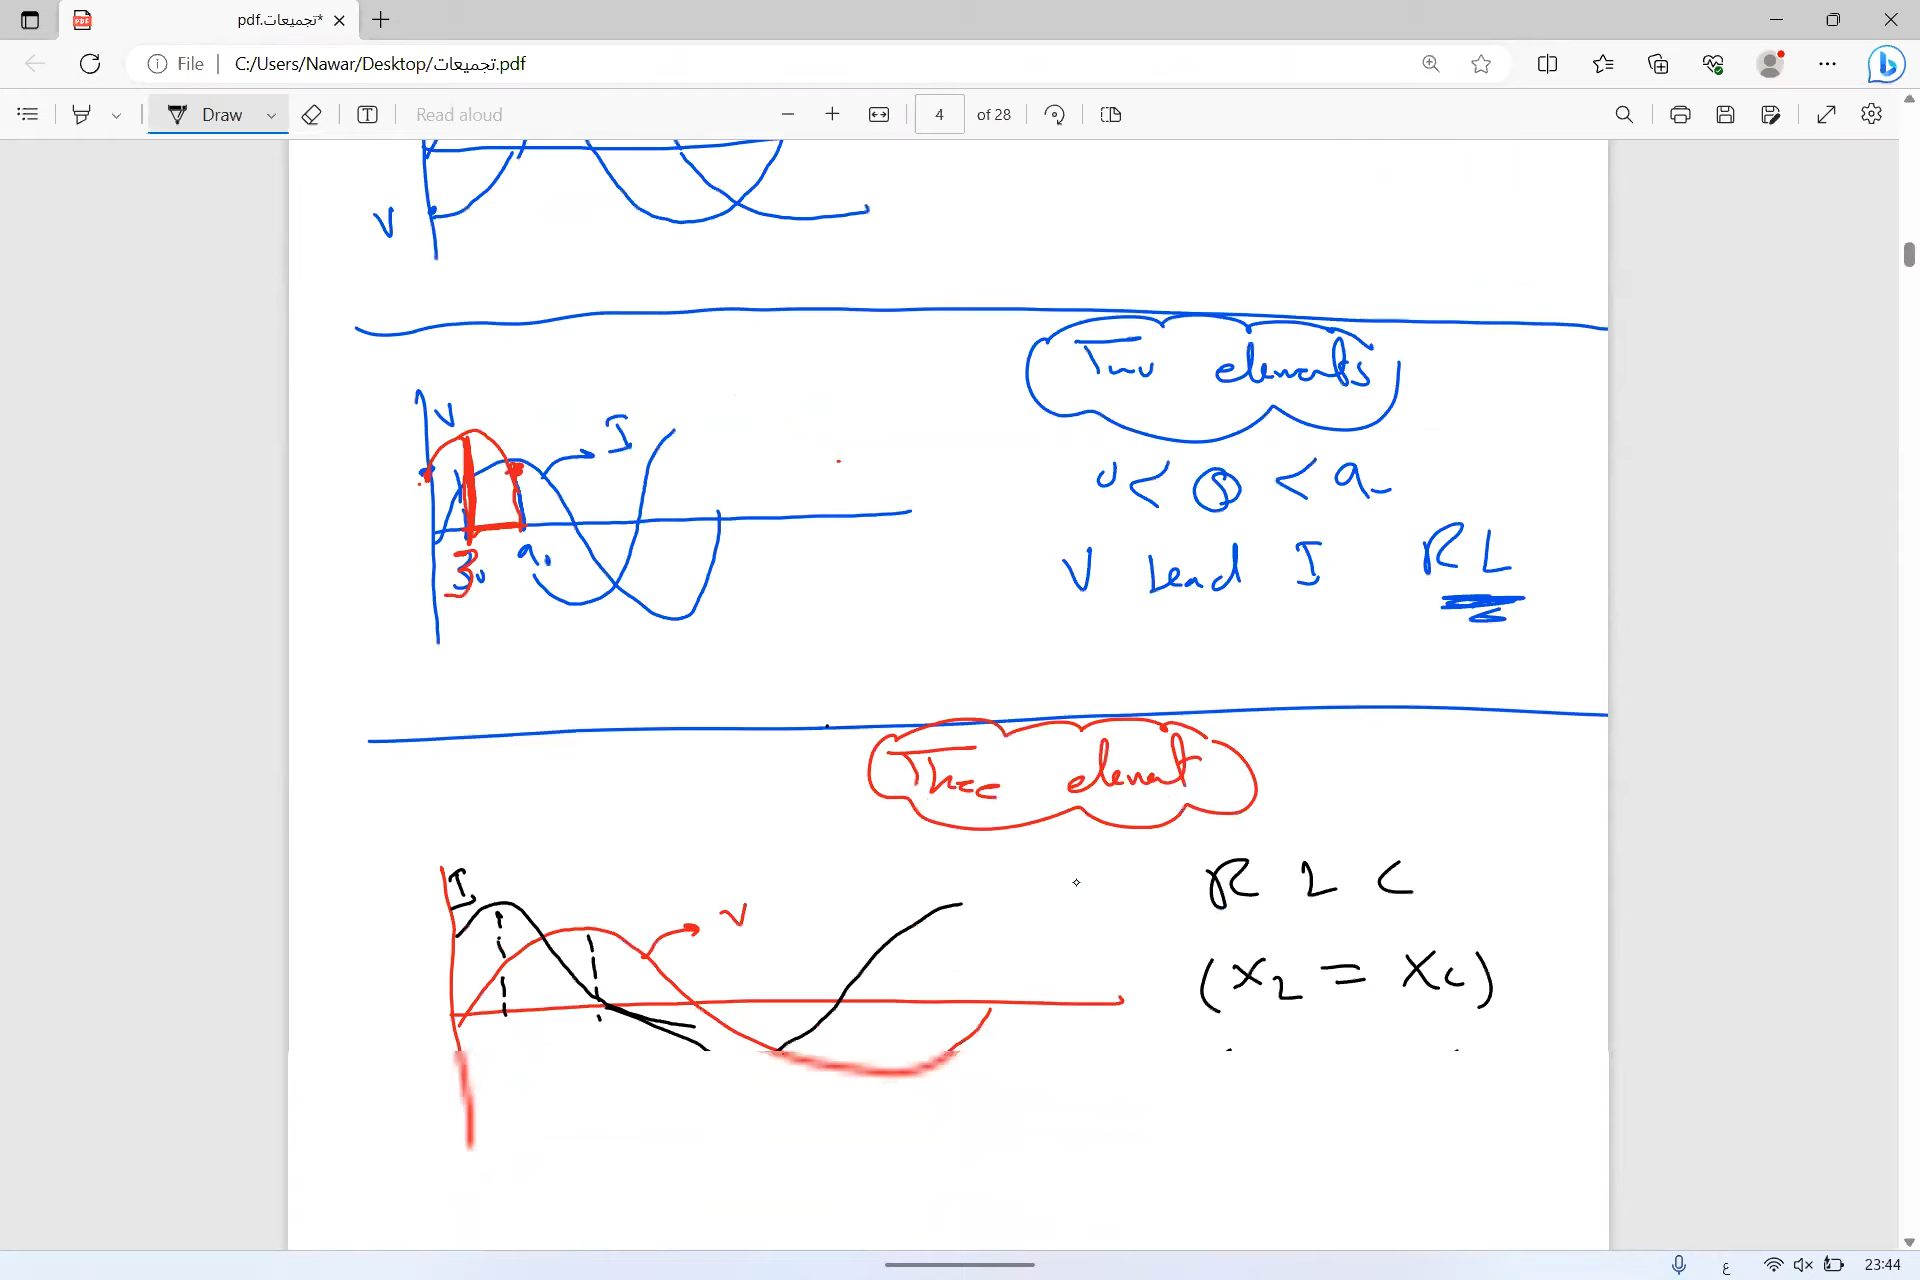 *تجميعات.pdf
File
C:/Users/Nawar/Desktop/تجميعات.pdf
Draw
Read aloud
4
of 28
V
Two elements
V
I
0 < θ < 90
30
90
V Lead I
RL
Three element
I
V
R L C
(XL = XC)
ع
23:44